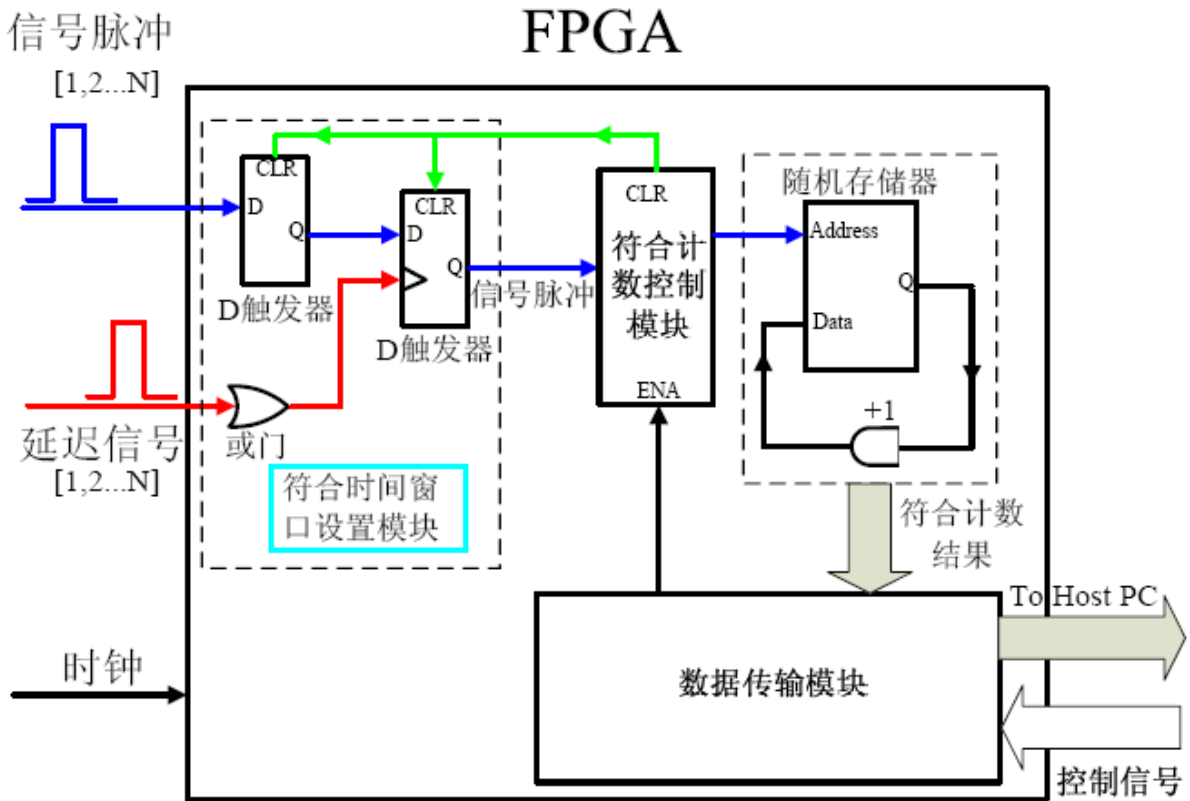 FPGA
信号脉冲
[1,2...N]
CLR
D
Q
D触发器
CLR
D
Q
D触发器
信号脉冲
延迟信号
[1,2...N]
或门
符合时间窗
口设置模块
CLR
符合计
数控制
模块
ENA
随机存储器
Address
Q
Data
+1
符合计数
结果
时钟
数据传输模块
To Host PC
控制信号